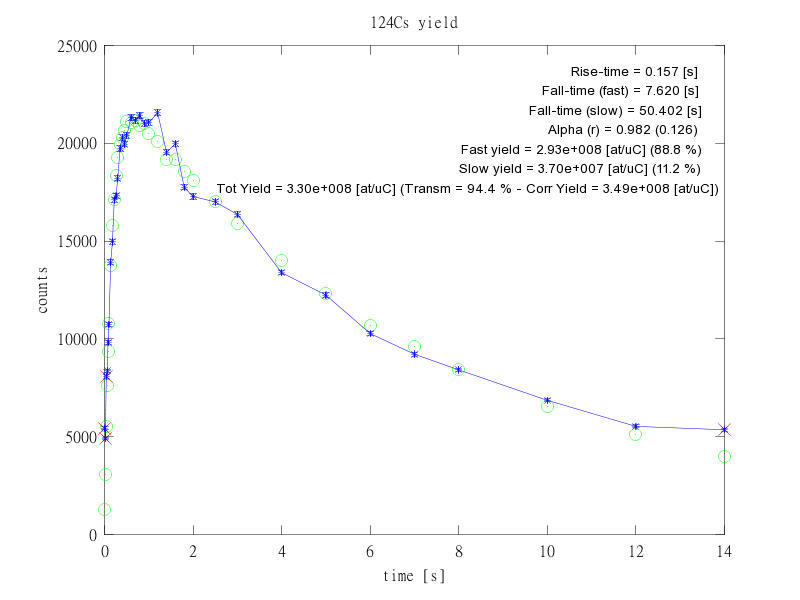 124Cs yield
25000
20000
15000
10000
5000
0
counts
Rise-time = 0.157 [s]
Fall-time (fast) = 7.620 [s]
Fall-time (slow) = 50.402 [s]
Alpha (r) = 0.982 (0.126)
Fast yield = 2.93e+008 [at/uC] (88.8 %)
Slow yield = 3.70e+007 [at/uC] (11.2 %)
Tot Yield = 3.30e+008 [at/uC] (Transm = 94.4 % - Corr Yield = 3.49e+008 [at/uC])
0 2 4 6 8 10 12 14
time [s]